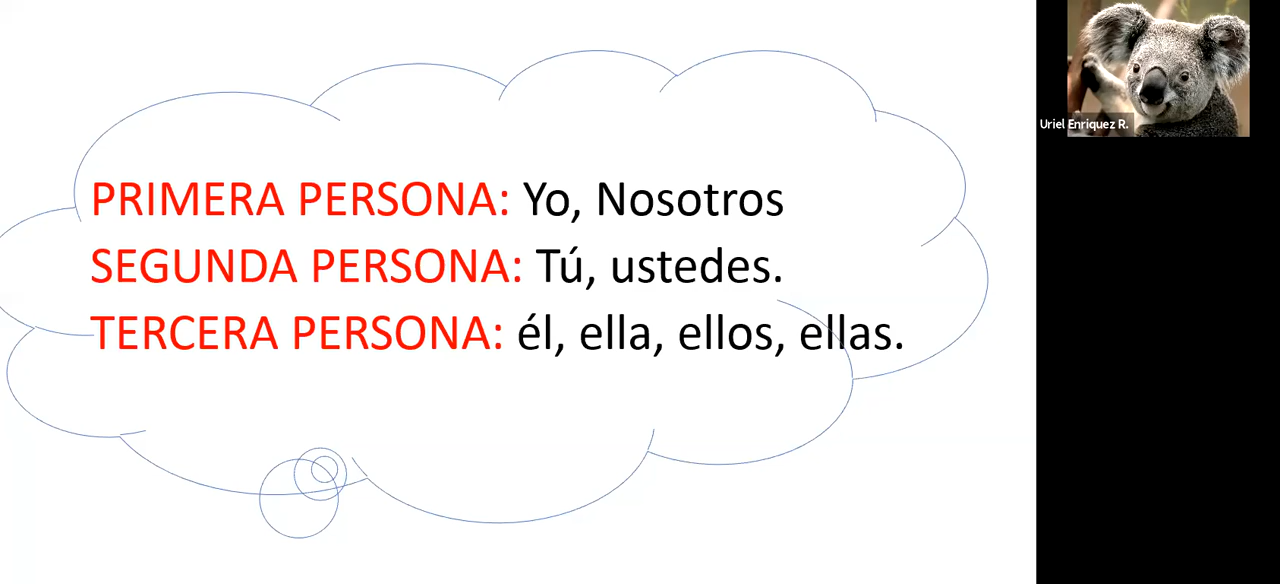 PRIMERA PERSONA: Yo, Nosotros
SEGUNDA PERSONA: Tú, ustedes.
TERCERA PERSONA: él, ella, ellos, ellas.
Uriel Enriquez R.